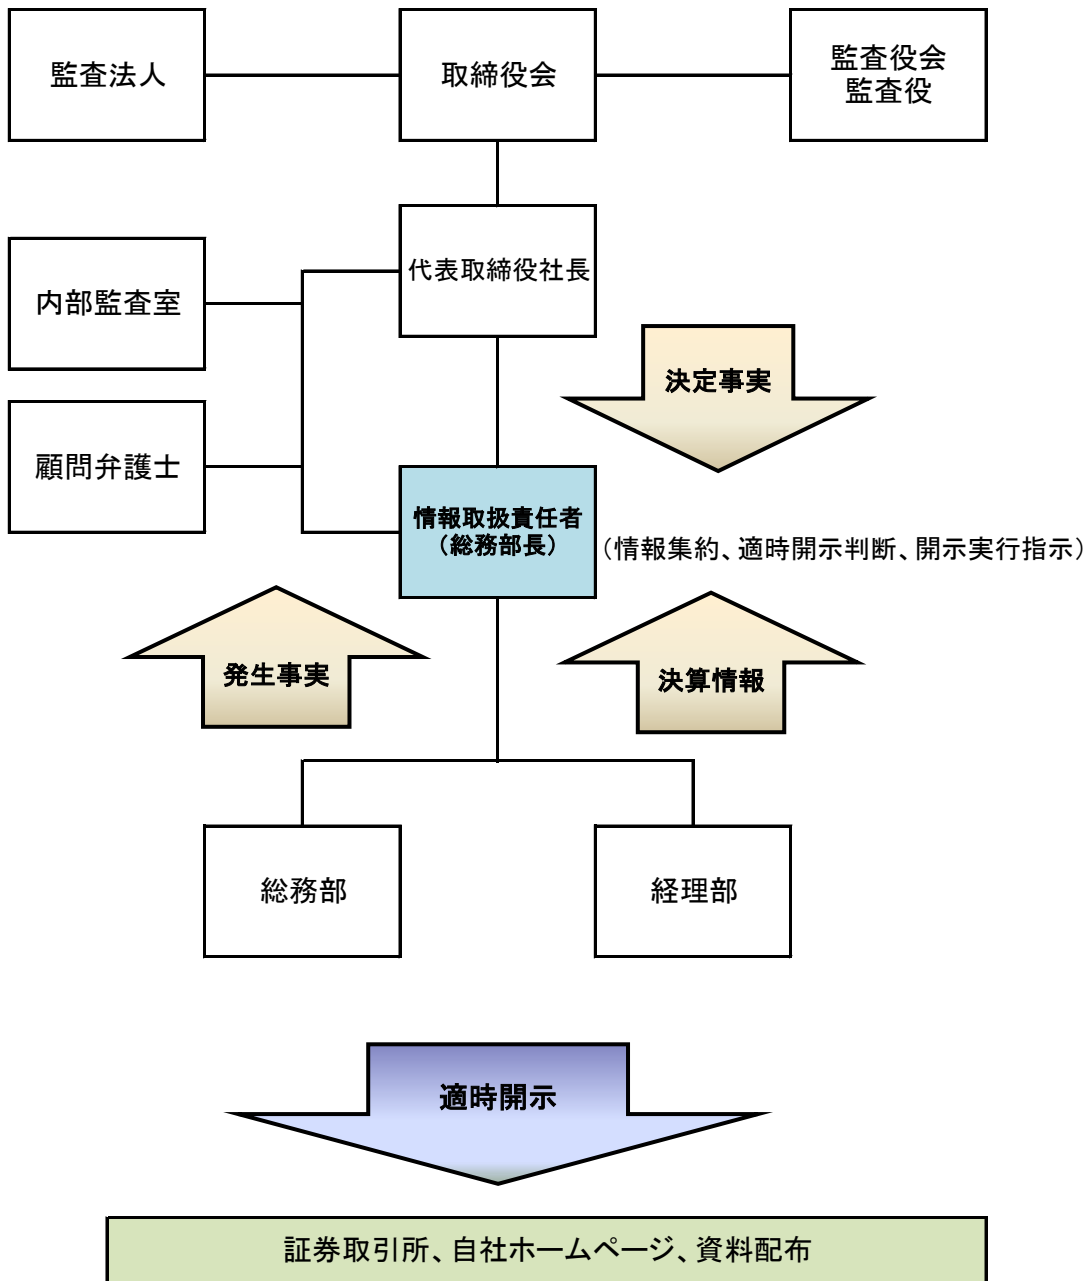 監査法人
取締役会
監査役会
監査役
代表取締役社長
内部監査室
決定事実
顧問弁護士
情報取扱責任者
（総務部長）
（情報集約、適時開示判断、開示実行指示）
発生事実
決算情報
総務部
経理部
適時開示
証券取引所、自社ホームページ、資料配布